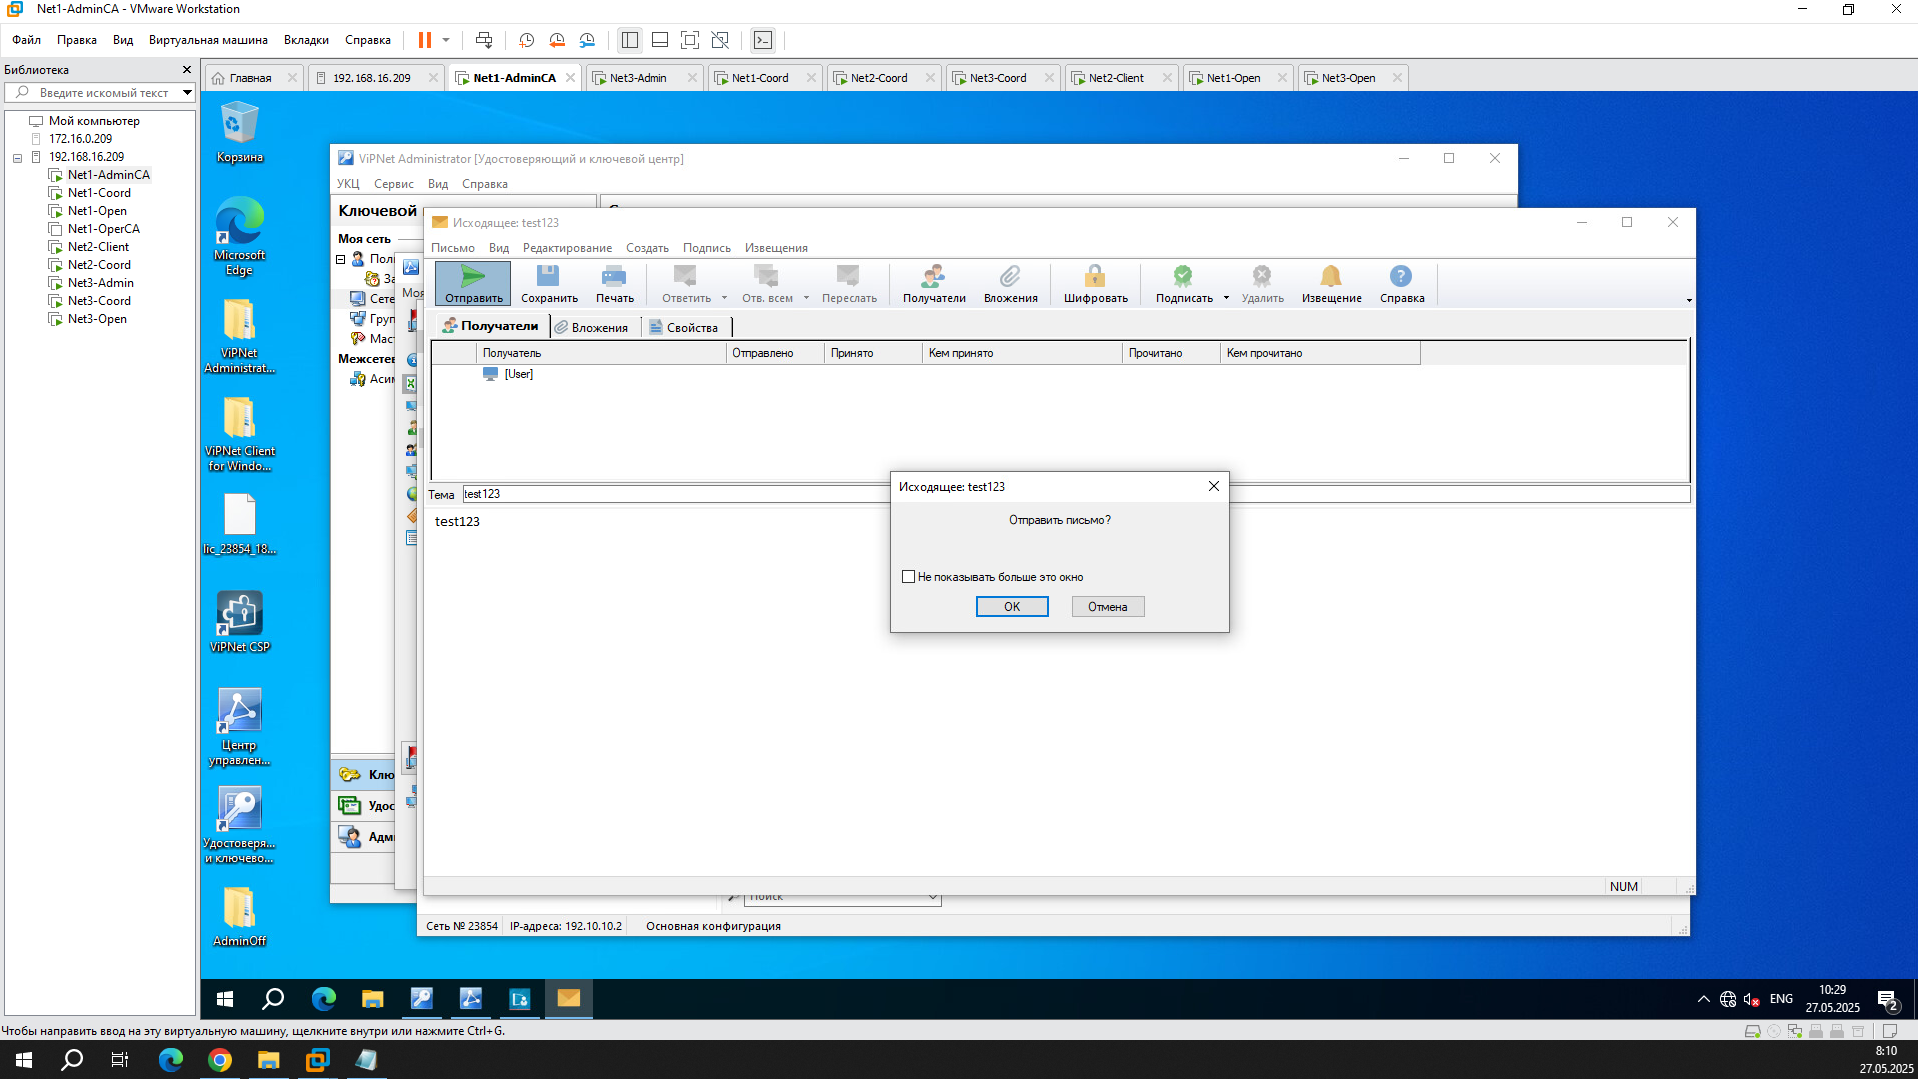 Net1-AdminCA - VMware Workstation
Файл Правка Вид Виртуальная машина Вкладки Справка
Библиотека
Введите искомый текст
Мой компьютер
172.16.0.209
192.168.16.209
Net1-AdminCA
Net1-Coord
Net1-Open
Net1-OperCA
Net2-Client
Net2-Coord
Net3-Admin
Net3-Coord
Net3-Open
Главная 192.168.16.209 Net1-AdminCA Net3-Admin Net1-Coord Net2-Coord Net3-Coord Net2-Client Net1-Open Net3-Open
Корзина
Microsoft
Edge
ViPNet
Administrat...
ViPNet Client
for Windo...
lic_23854_18...
ViPNet CSP
Центр
управлен...
Удостоверя...
и ключево...
AdminOff
ViPNet Administrator [Удостоверяющий и ключевой центр]
УКЦ Сервис Вид Справка
Ключевой
Моя сеть
Пол
За
Сете
Груп
Маст
Межсетев
Асим
Клю
Удос
Адми
Моя
Исходящее: test123
Письмо Вид Редактирование Создать Подпись Извещения
Отправить Сохранить Печать Ответить Отв. всем Переслать Получатели Вложения Шифровать Подписать Удалить Извещение Справка
Получатели Вложения Свойства
Получатель Отправлено Принято Кем принято Прочитано Кем прочитано
[User]
Тема test123
test123
Исходящее: test123
Отправить письмо?
Не показывать больше это окно
OK Отмена
NUM
Поиск
Сеть № 23854 IP-адреса: 192.10.10.2 Основная конфигурация
ENG
10:29
27.05.2025
2
Чтобы направить ввод на эту виртуальную машину, щелкните внутри или нажмите Ctrl+G.
8:10
27.05.2025